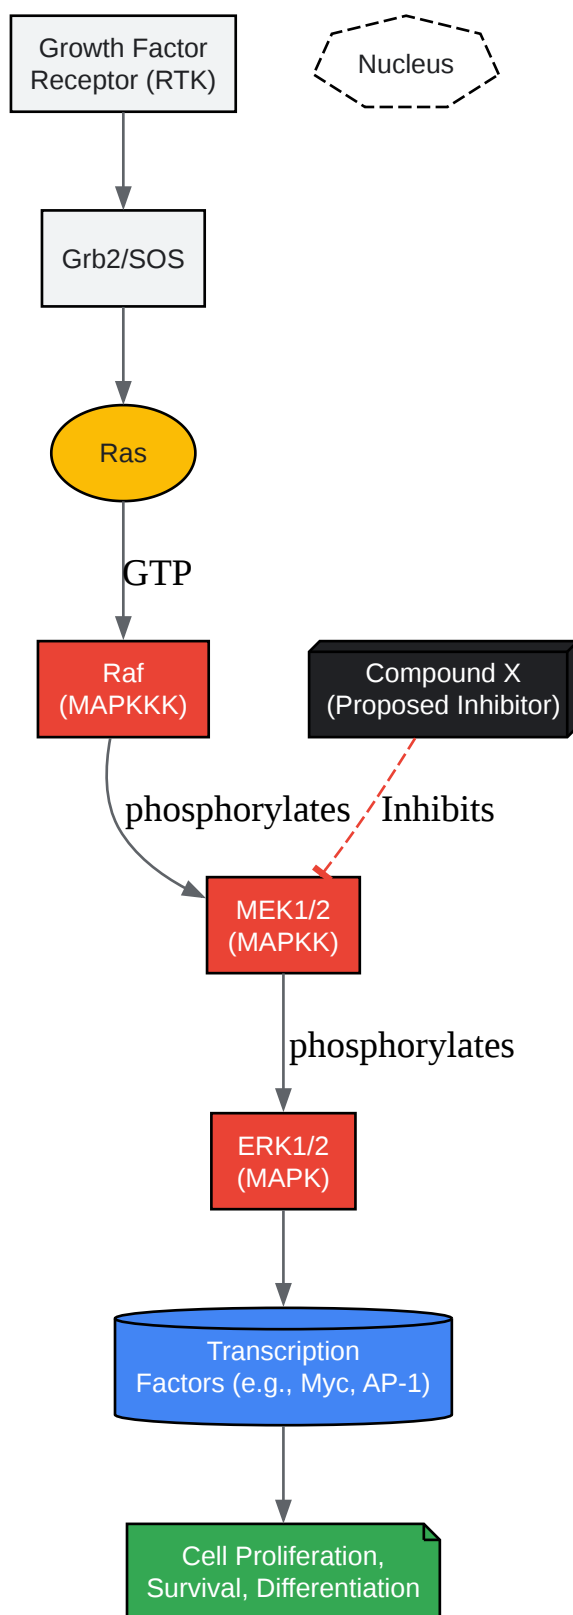 Growth Factor
Receptor (RTK)
Nucleus
Grb2/SOS
Ras
GTP
Raf
(MAPKKK)
Compound X
(Proposed Inhibitor)
phosphorylates
Inhibits
MEK1/2
(MAPKK)
phosphorylates
ERK1/2
(MAPK)
Transcription
Factors (e.g., Myc, AP-1)
Cell Proliferation,
Survival, Differentiation